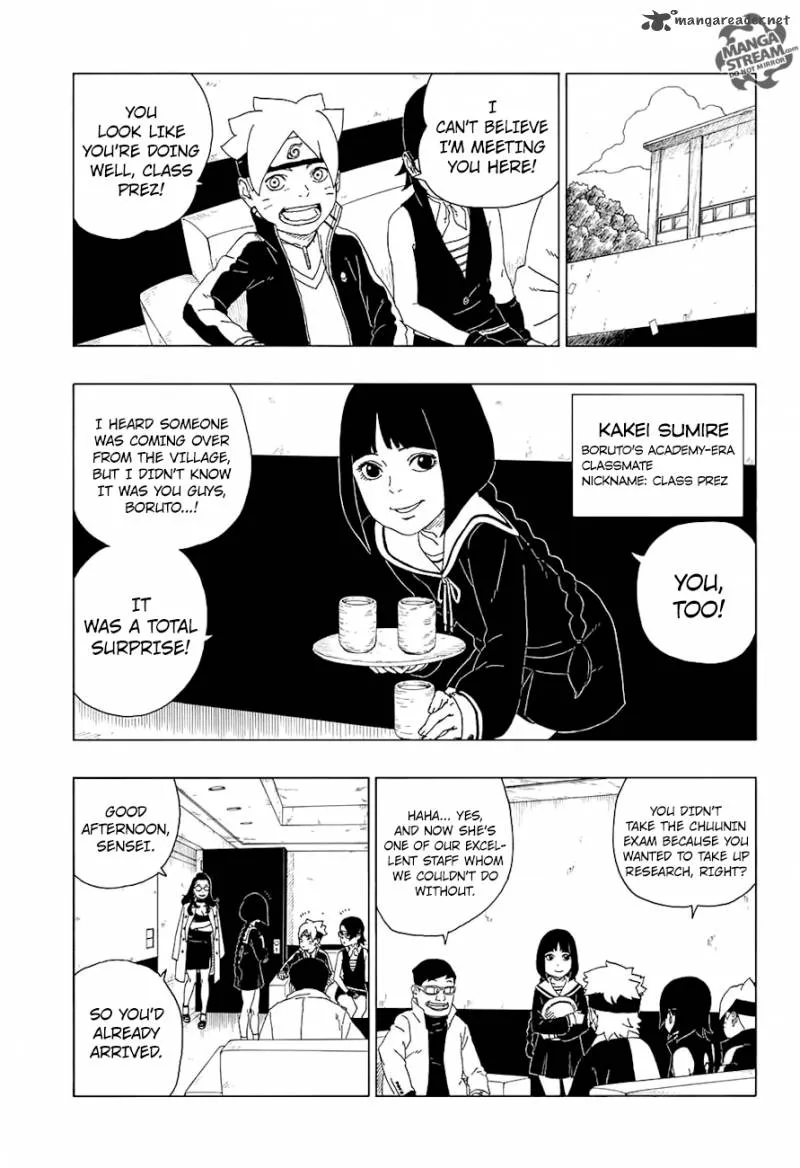 mangareader.net
MANGA
STREAM.com
DO NOT MIRROR
I
CAN'T BELIEVE
I'M MEETING
YOU HERE!
YOU
LOOK LIKE
YOU'RE DOING
WELL, CLASS
PREZ!
KAKEI SUMIRE
BORUTO'S ACADEMY-ERA
CLASSMATE
NICKNAME: CLASS PREZ
YOU,
TOO!
I HEARD SOMEONE
WAS COMING OVER
FROM THE VILLAGE,
BUT I DIDN'T KNOW
IT WAS YOU GUYS,
BORUTO...!
IT
WAS A TOTAL
SURPRISE!
YOU DIDN'T
TAKE THE CHUUNIN
EXAM BECAUSE YOU
WANTED TO TAKE UP
RESEARCH, RIGHT?
HAHA... YES,
AND NOW SHE'S
ONE OF OUR EXCEL-
LENT STAFF WHOM
WE COULDN'T DO
WITHOUT.
GOOD
AFTERNOON,
SENSEI.
SO YOU'D
ALREADY
ARRIVED.